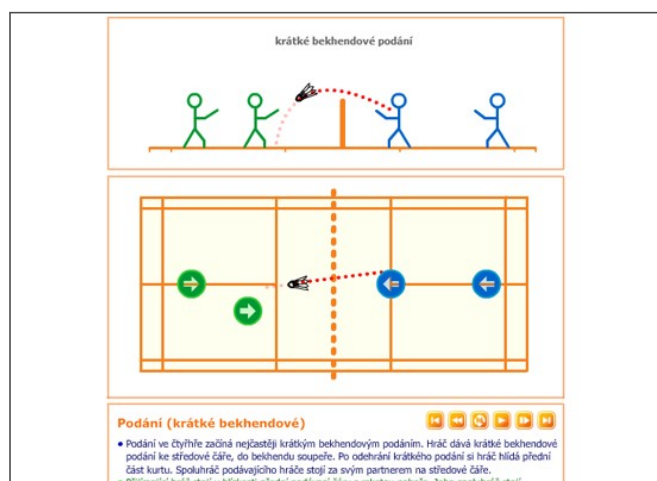 krátké bekhendové podání
Podání (krátké bekhendové)
• Podání ve čtyřhře začíná nejčastěji krátkým bekhendovým podáním. Hráč dává krátké bekhendové
podání ke středové čáře, do bekhendu soupeře. Po odehrání krátkého podání si hráč hlídá přední
část kurtu. Spoluhráč podávajícího hráče stojí za svým partnerem na středové čáře.